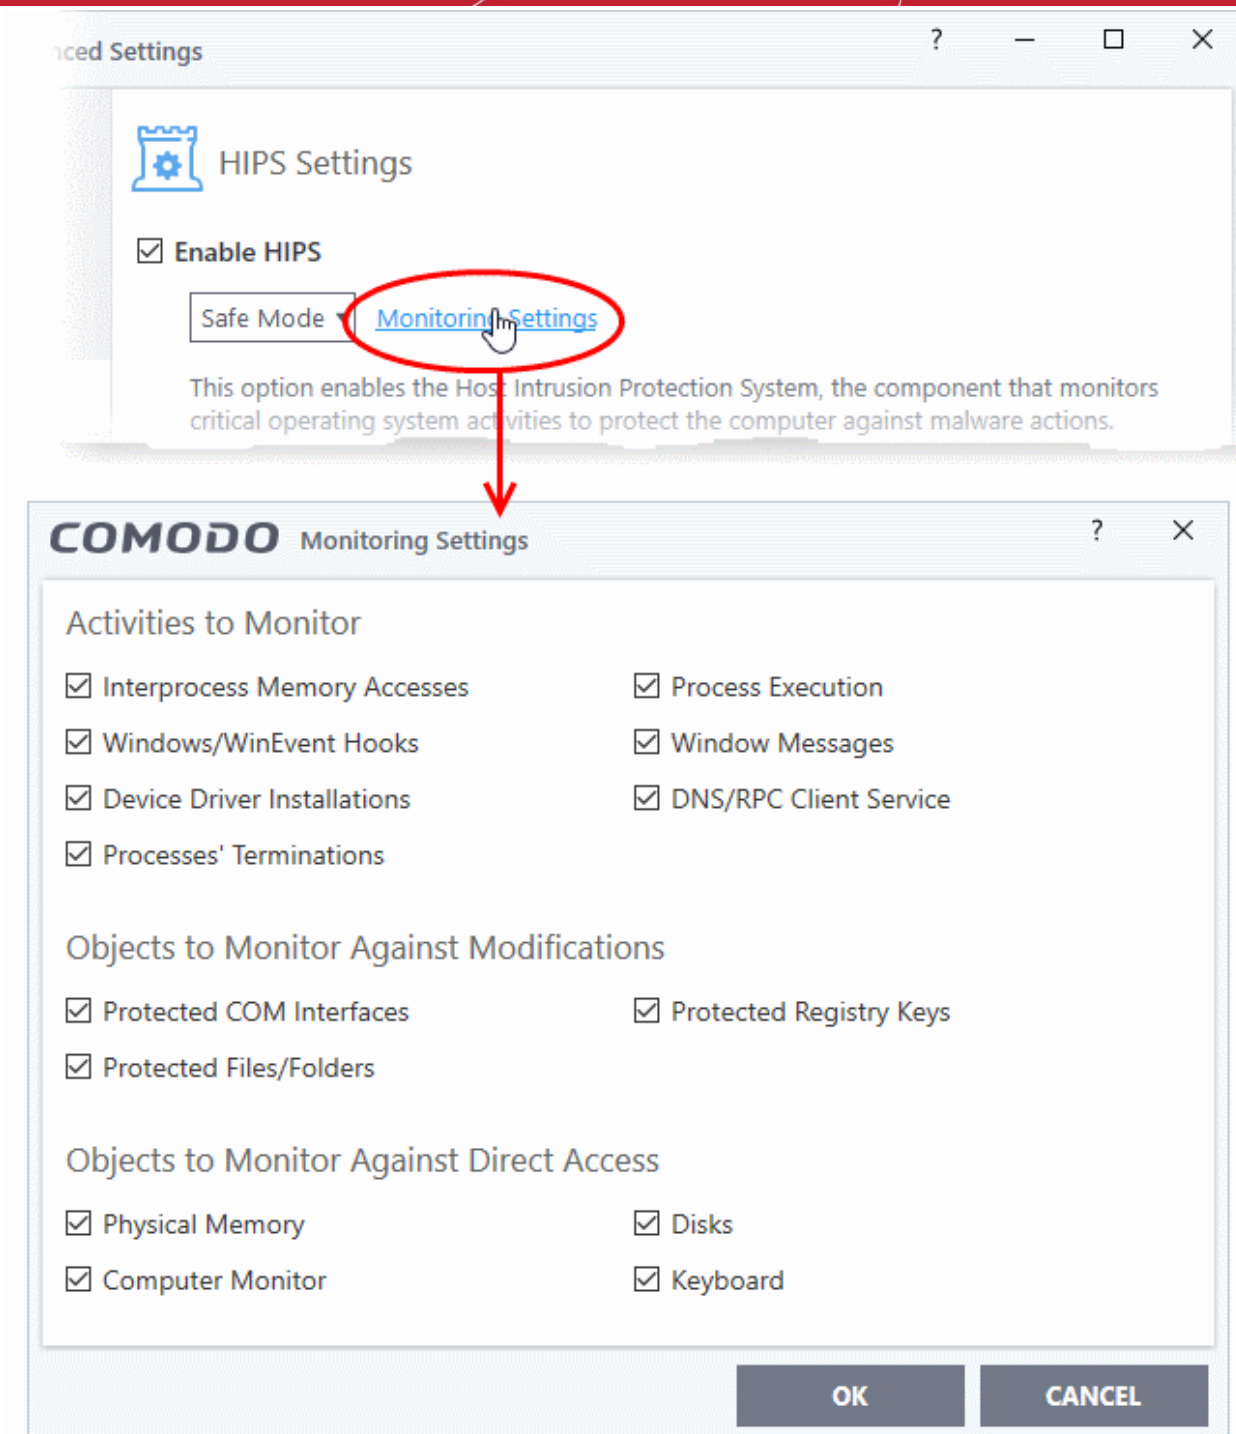 Settings
?
HIPS Settings
Enable HIPS
Safe Mode Monitoring Settings
This option enables the Host Intrusion Protection System, the component that monitors
critical operating system activities to protect the computer against malware actions.
COMODO Monitoring Settings ?
Activities to Monitor
Interprocess Memory Accesses Process Execution
Windows/WinEvent Hooks Window Messages
Device Driver Installations DNS/RPC Client Service
Processes' Terminations
Objects to Monitor Against Modifications
Protected COM Interfaces Protected Registry Keys
Protected Files/Folders
Objects to Monitor Against Direct Access
Physical Memory Disks
Computer Monitor Keyboard
OK CANCEL